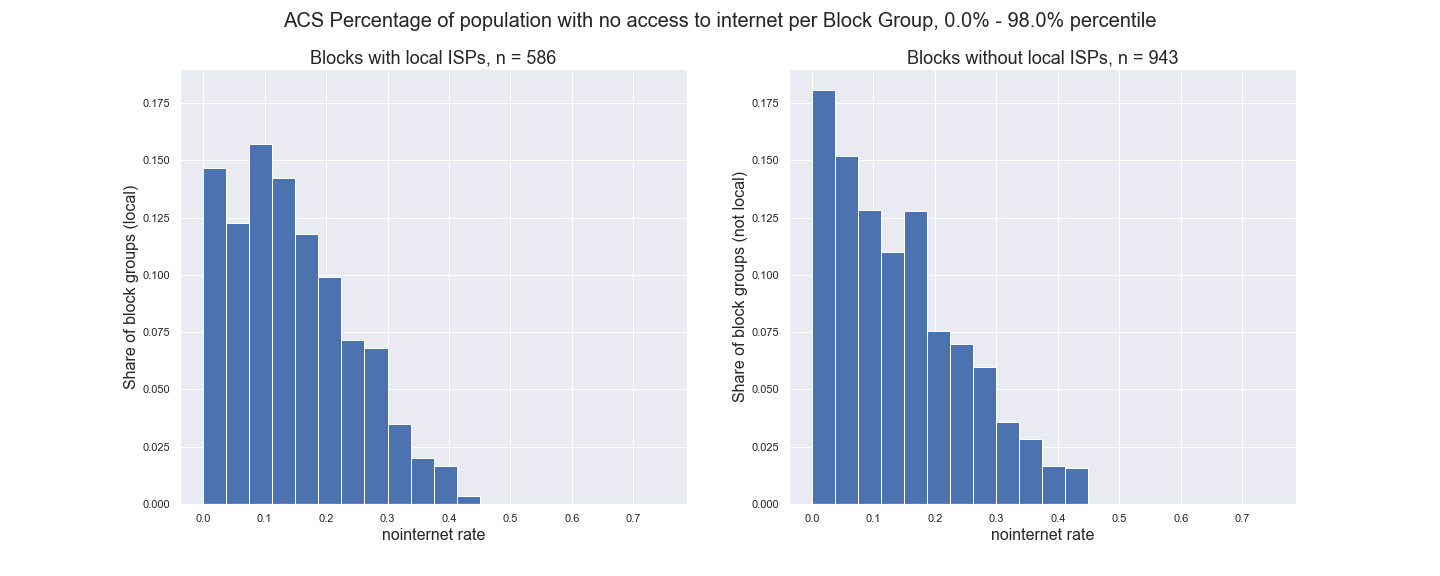 ACS Percentage of population with no access to internet per Block Group, 0.0% - 98.0% percentile
Blocks with local ISPs, n = 586
0.175
0.150
0.125
0.100
0.075
0.050
0.025
0.000
Share of block groups (local)
0.0 0.1 0.2 0.3 0.4 0.5 0.6 0.7
nointernet rate
Blocks without local ISPs, n = 943
0.175
0.150
0.125
0.100
0.075
0.050
0.025
0.000
Share of block groups (not local)
0.0 0.1 0.2 0.3 0.4 0.5 0.6 0.7
nointernet rate